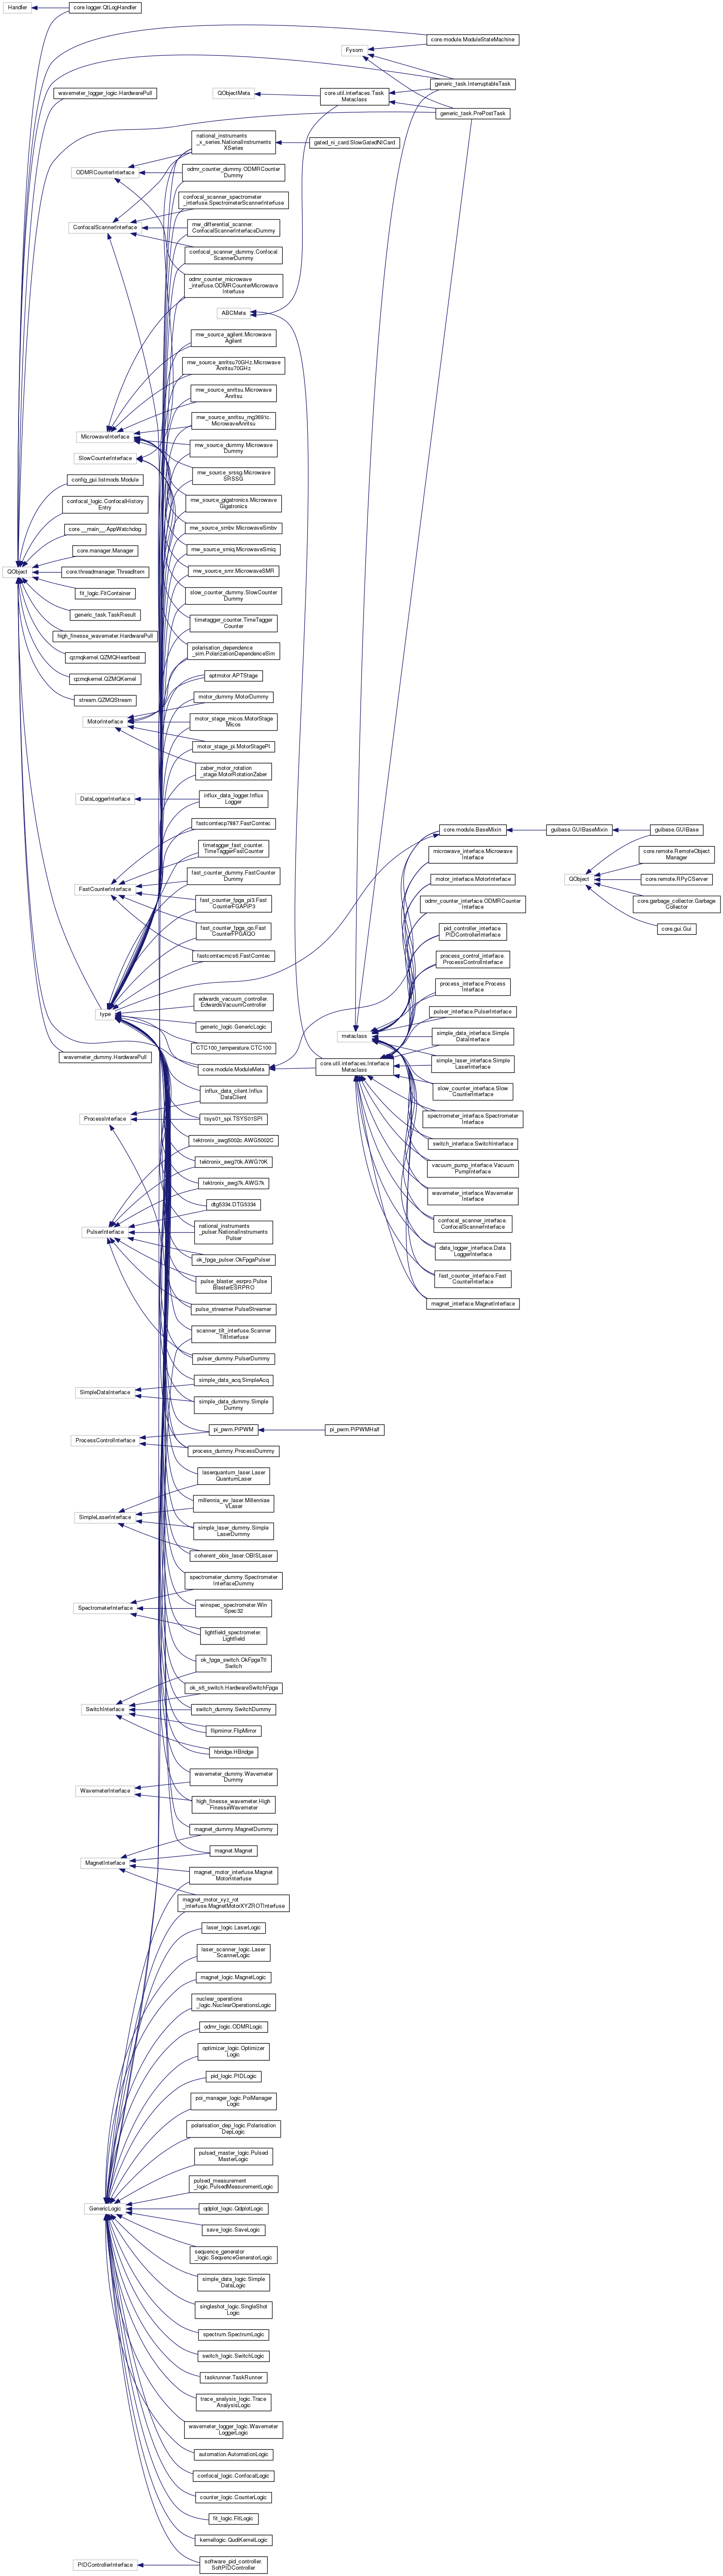 Handler
core.logger.QtLogHandler
core.module.ModuleStateMachine
Fysom
generic_task.InterruptableTask
wavemeter_logger_logic.HardwarePull
QObjectMeta
core.util.interfaces.Task
Metaclass
generic_task.PrePostTask
national_instruments
_x_series.NationalInstruments
XSeries
gated_ni_card.SlowGatedNICard
ODMRCounterInterface
odmr_counter_dummy.ODMRCounter
Dummy
confocal_scanner_spectrometer
_interfuse.SpectrometerScannerInterfuse
ConfocalScannerInterface
mw_differential_scanner.
ConfocalScannerInterfaceDummy
confocal_scanner_dummy.Confocal
ScannerDummy
odmr_counter_microwave
_interfuse.ODMRCounterMicrowave
Interfuse
ABCMeta
mw_source_agilent.Microwave
Agilent
mw_source_anritsu70GHz.Microwave
Anritsu70GHz
mw_source_anritsu.Microwave
Anritsu
mw_source_anritsu_mg3691c.
MicrowaveAnritsu
MicrowaveInterface
mw_source_dummy.Microwave
Dummy
SlowCounterInterface
mw_source_srssg.Microwave
SRSSG
config_gui.listmods.Module
mw_source_gigatronics.Microwave
Gigatronics
confocal_logic.ConfocalHistory
Entry
core.__main__.AppWatchdog
mw_source_smbv.MicrowaveSmbv
core.manager.Manager
mw_source_smiq.MicrowaveSmiq
QObject
core.threadmanager.ThreadItem
mw_source_smr.MicrowaveSMR
fit_logic.FitContainer
slow_counter_dummy.SlowCounter
Dummy
generic_task.TaskResult
timetagger_counter.TimeTagger
Counter
high_finesse_wavemeter.HardwarePull
polarisation_dependence
_sim.PolarizationDependenceSim
qzmqkernel.QZMQHeartbeat
qzmqkernel.QZMQKernel
aptmotor.APTStage
stream.QZMQStream
motor_dummy.MotorDummy
MotorInterface
motor_stage_micos.MotorStage
Micos
motor_stage_pi.MotorStagePI
zaber_motor_rotation
_stage.MotorRotationZaber
DataLoggerInterface
influx_data_logger.Influx
Logger
fastcomtecp7887.FastComtec
timetagger_fast_counter.
TimeTaggerFastCounter
fast_counter_dummy.FastCounter
Dummy
FastCounterInterface
fast_counter_fpga_pi3.Fast
CounterFGAPiP3
fast_counter_fpga_qo.Fast
CounterFPGAQO
fastcomtecmcs6.FastComtec
core.module.BaseMixin
guibase.GUIBaseMixin
guibase.GUIBase
microwave_interface.Microwave
Interface
core.remote.RemoteObject
Manager
motor_interface.MotorInterface
QObject
core.remote.RPyCServer
odmr_counter_interface.ODMRCounter
Interface
core.garbage_collector.Garbage
Collector
pid_controller_interface.
PIDControllerInterface
core.gui.Gui
process_control_interface.
ProcessControlInterface
process_interface.Process
Interface
edwards_vacuum_controller.
EdwardsVacuumController
type
pulser_interface.PulserInterface
generic_logic.GenericLogic
metaclass
simple_data_interface.Simple
DataInterface
CTC100_temperature.CTC100
wavemeter_dummy.HardwarePull
core.module.ModuleMeta
core.util.interfaces.Interface
Metaclass
simple_laser_interface.Simple
LaserInterface
influx_data_client.Influx
DataClient
slow_counter_interface.Slow
CounterInterface
ProcessInterface
tsys01_spi.TSYS01SPI
spectrometer_interface.Spectrometer
Interface
tektronix_awg5002c.AWG5002C
switch_interface.SwitchInterface
tektronix_awg70k.AWG70K
vacuum_pump_interface.Vacuum
PumpInterface
tektronix_awg7k.AWG7k
wavemeter_interface.Wavemeter
Interface
dtg5334.DTG5334
confocal_scanner_interface.
ConfocalScannerInterface
PulserInterface
national_instruments
_pulser.NationalInstruments
Pulser
data_logger_interface.Data
LoggerInterface
ok_fpga_pulser.OkFpgaPulser
fast_counter_interface.Fast
CounterInterface
pulse_blaster_esrpro.Pulse
BlasterESRPRO
magnet_interface.MagnetInterface
pulse_streamer.PulseStreamer
scanner_tilt_interfuse.Scanner
TiltInterfuse
pulser_dummy.PulserDummy
simple_data_acq.SimpleAcq
SimpleDataInterface
simple_data_dummy.Simple
Dummy
pi_pwm.PiPWM
pi_pwm.PiPWMHalf
ProcessControlInterface
process_dummy.ProcessDummy
laserquantum_laser.Laser
QuantumLaser
millennia_ev_laser.Millenniae
VLaser
SimpleLaserInterface
simple_laser_dummy.Simple
LaserDummy
coherent_obis_laser.OBISLaser
spectrometer_dummy.Spectrometer
InterfaceDummy
SpectrometerInterface
winspec_spectrometer.Win
Spec32
lightfield_spectrometer.
Lightfield
ok_fpga_switch.OkFpgaTtl
Switch
ok_s6_switch.HardwareSwitchFpga
SwitchInterface
switch_dummy.SwitchDummy
flipmirror.FlipMirror
hbridge.HBridge
wavemeter_dummy.Wavemeter
Dummy
WavemeterInterface
high_finesse_wavemeter.High
FinesseWavemeter
magnet_dummy.MagnetDummy
magnet.Magnet
MagnetInterface
magnet_motor_interfuse.Magnet
MotorInterfuse
magnet_motor_xyz_rot
_interfuse.MagnetMotorXYZROTInterfuse
laser_logic.LaserLogic
laser_scanner_logic.Laser
ScannerLogic
magnet_logic.MagnetLogic
nuclear_operations
_logic.NuclearOperationsLogic
odmr_logic.ODMRLogic
optimizer_logic.Optimizer
Logic
pid_logic.PIDLogic
poi_manager_logic.PoiManager
Logic
polarisation_dep_logic.Polarisation
DepLogic
pulsed_master_logic.Pulsed
MasterLogic
pulsed_measurement
_logic.PulsedMeasurementLogic
GenericLogic
qdplot_logic.QdplotLogic
save_logic.SaveLogic
sequence_generator
_logic.SequenceGeneratorLogic
simple_data_logic.Simple
DataLogic
singleshot_logic.SingleShot
Logic
spectrum.SpectrumLogic
switch_logic.SwitchLogic
taskrunner.TaskRunner
trace_analysis_logic.Trace
AnalysisLogic
wavemeter_logger_logic.Wavemeter
LoggerLogic
automation.AutomationLogic
confocal_logic.ConfocalLogic
counter_logic.CounterLogic
fit_logic.FitLogic
kernellogic.QudiKernelLogic
PIDControllerInterface
software_pid_controller.
SoftPIDController